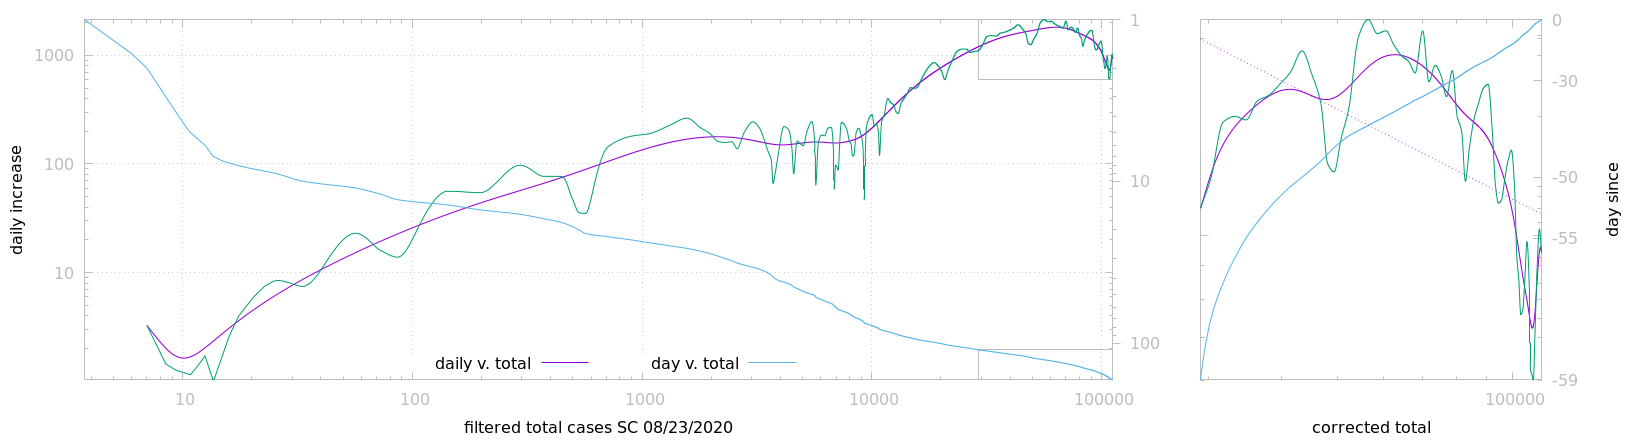 daily increase
1000
100
10
10
100
1000
10000
100000
1
10
100
daily v. total
day v. total
filtered total cases SC 08/23/2020
0
-30
-50
-55
-59
day since
100000
corrected total